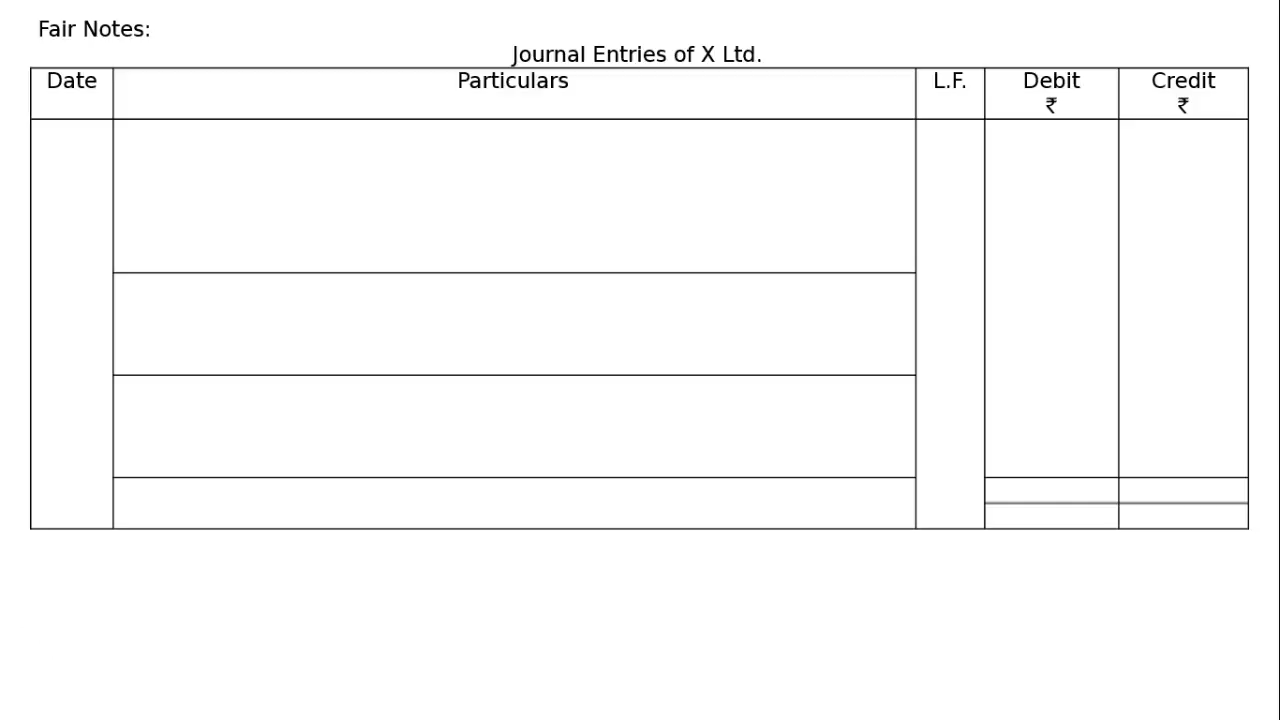 Fair Notes:
Journal Entries of X Ltd.
Date Particulars L.F. Debit Credit
₹ ₹